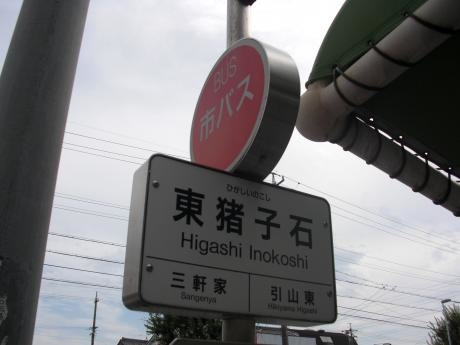 BUS
市バス
ひがしいのこし
東猪子石
Higashi Inokoshi
三軒家
Sangenya
引山東
Hikiyama Higashi